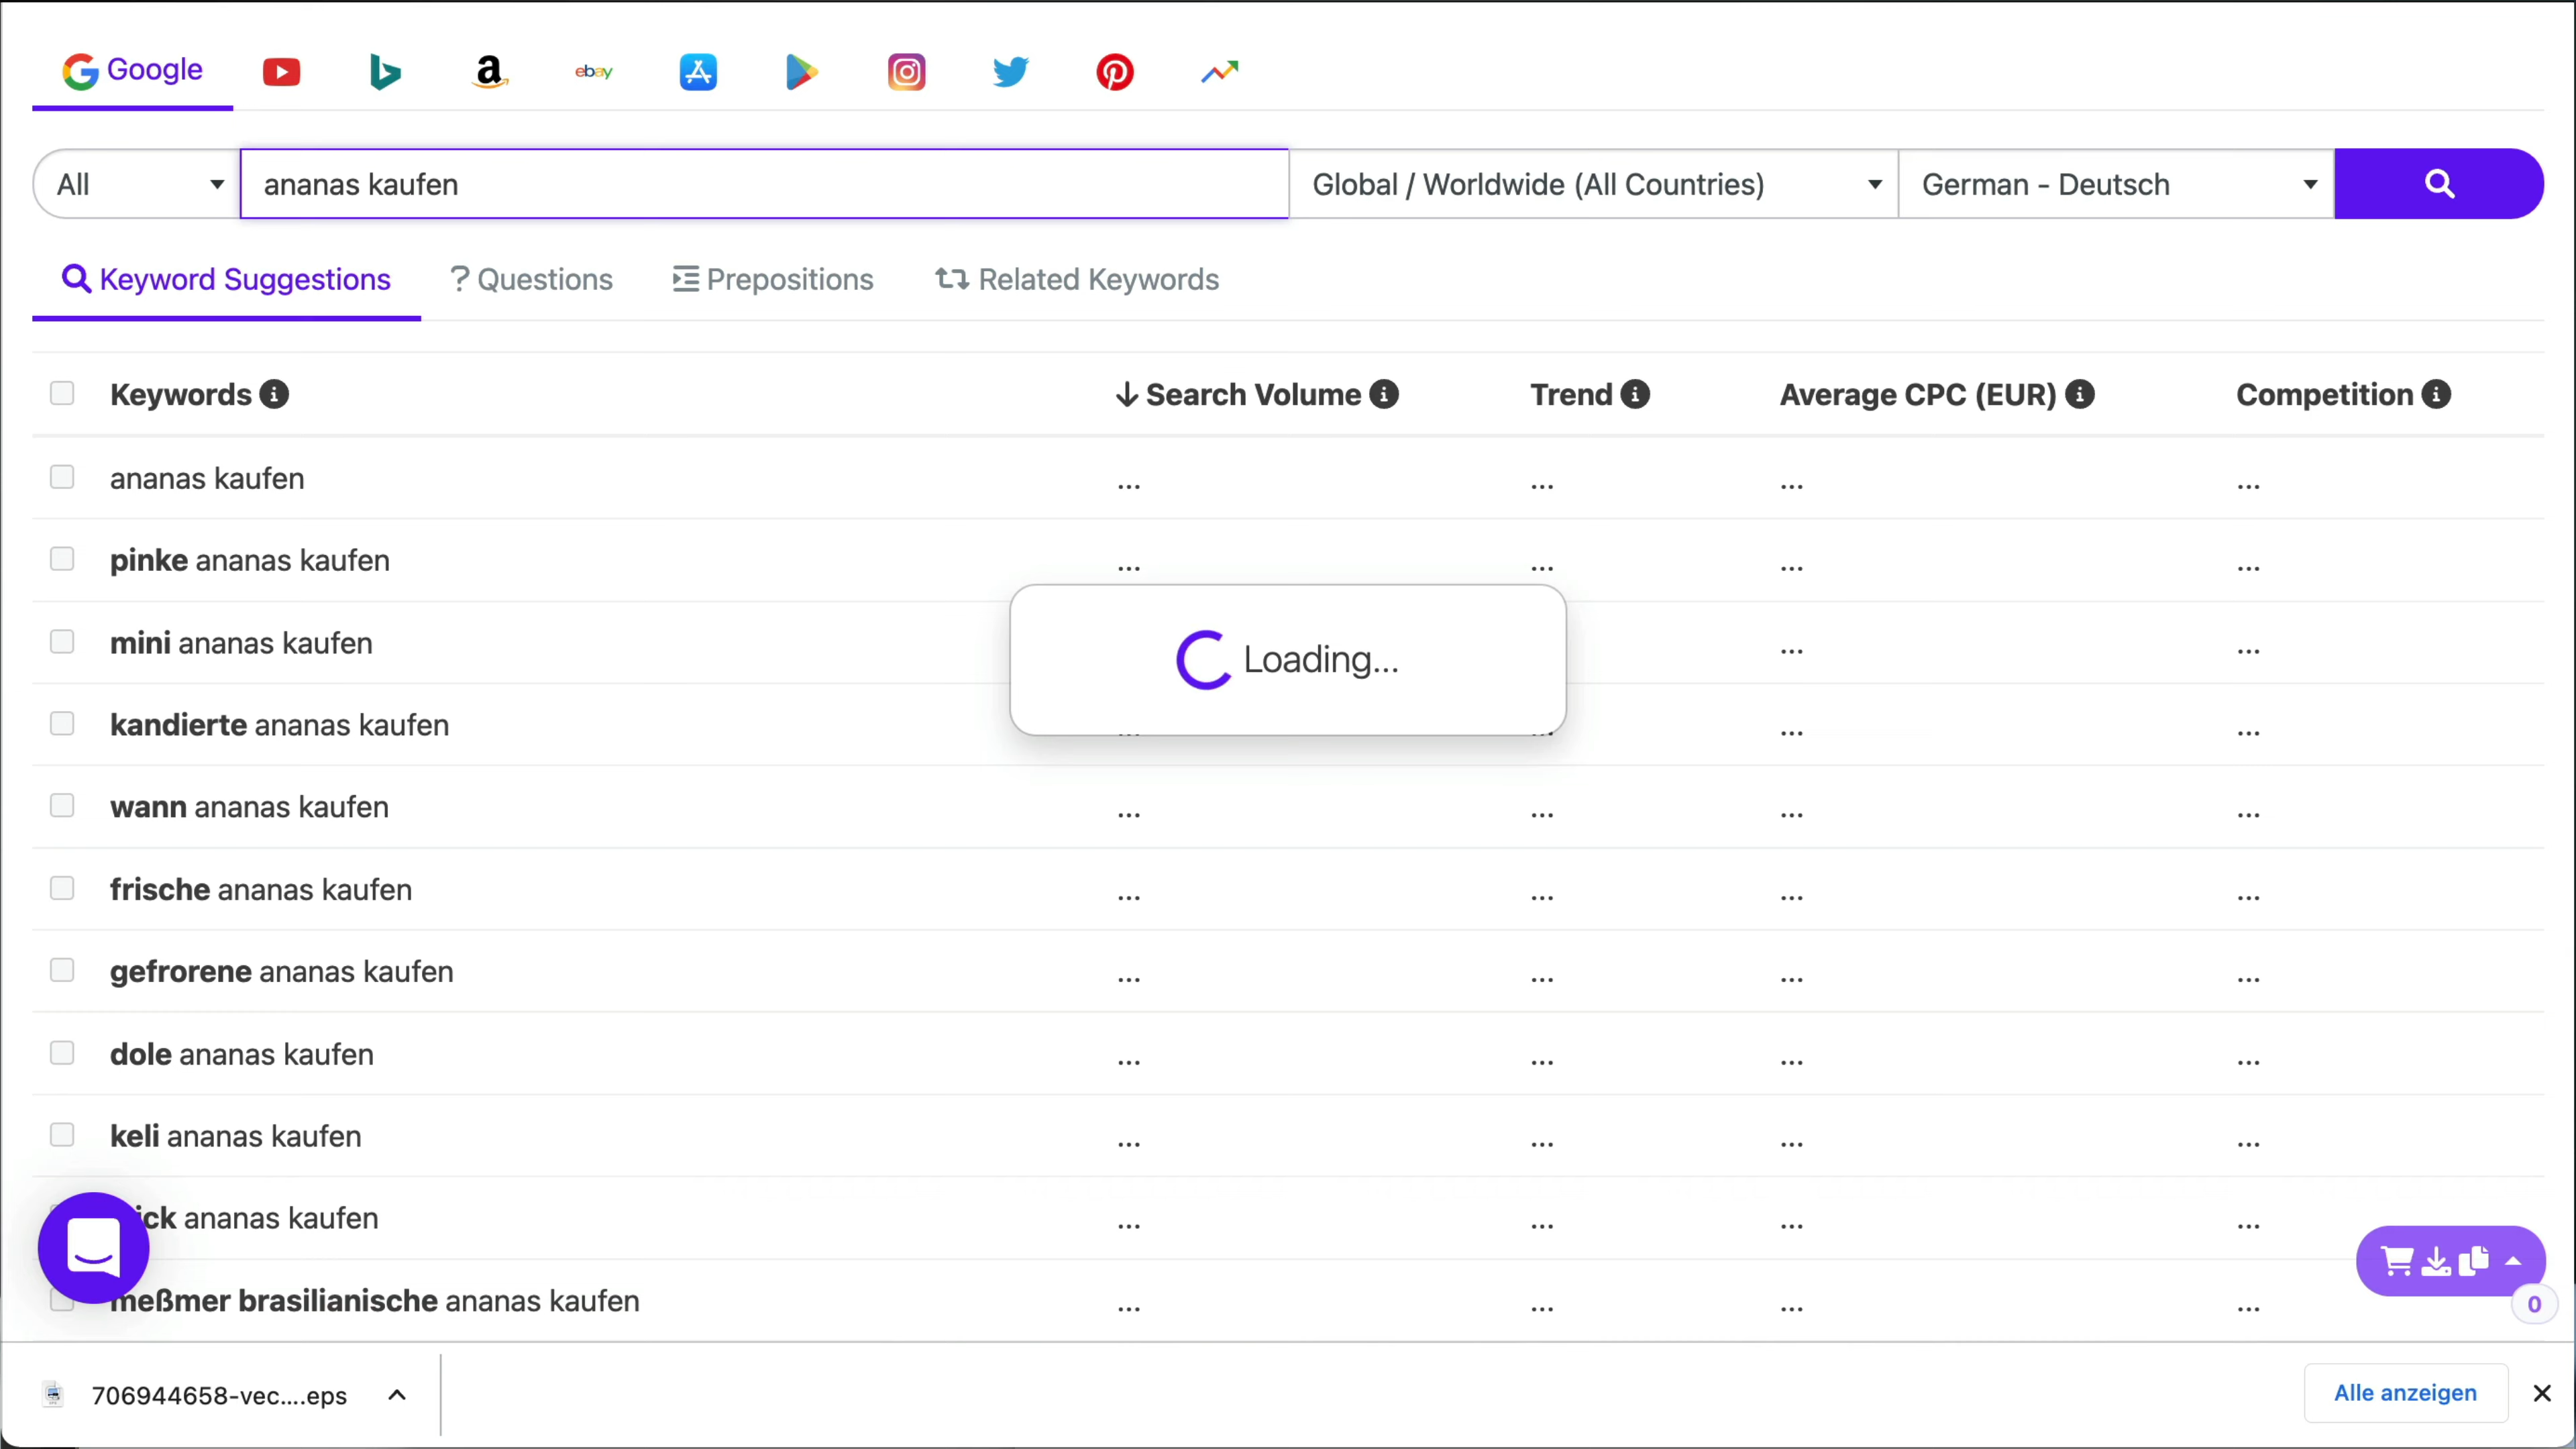 Google
ebay
All
ananas kaufen
Global / Worldwide (All Countries)
German - Deutsch
Keyword Suggestions
? Questions
Prepositions
Related Keywords
Keywords
Search Volume
Trend
Average CPC (EUR)
Competition
ananas kaufen ... ... ... ...
pinke ananas kaufen ... ... ... ...
mini ananas kaufen ... ...
Loading...
kandierte ananas kaufen ... ... ... ...
wann ananas kaufen ... ... ... ...
frische ananas kaufen ... ... ... ...
gefrorene ananas kaufen ... ... ... ...
dole ananas kaufen ... ... ... ...
keli ananas kaufen ... ... ... ...
ananas kaufen ... ... ... ...
meßmer brasilianische ananas kaufen ... ... ... ...
0
706944658-vec....eps
Alle anzeigen